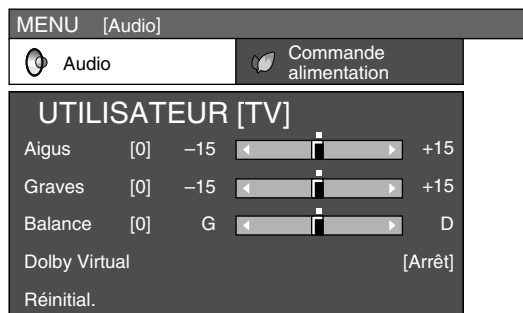 MENU [Audio]
Audio
Commande
alimentation
UTILISATEUR [TV]
Aigus [0] –15 +15
Graves [0] –15 +15
Balance [0] G D
Dolby Virtual [Arrêt]
Réinitial.